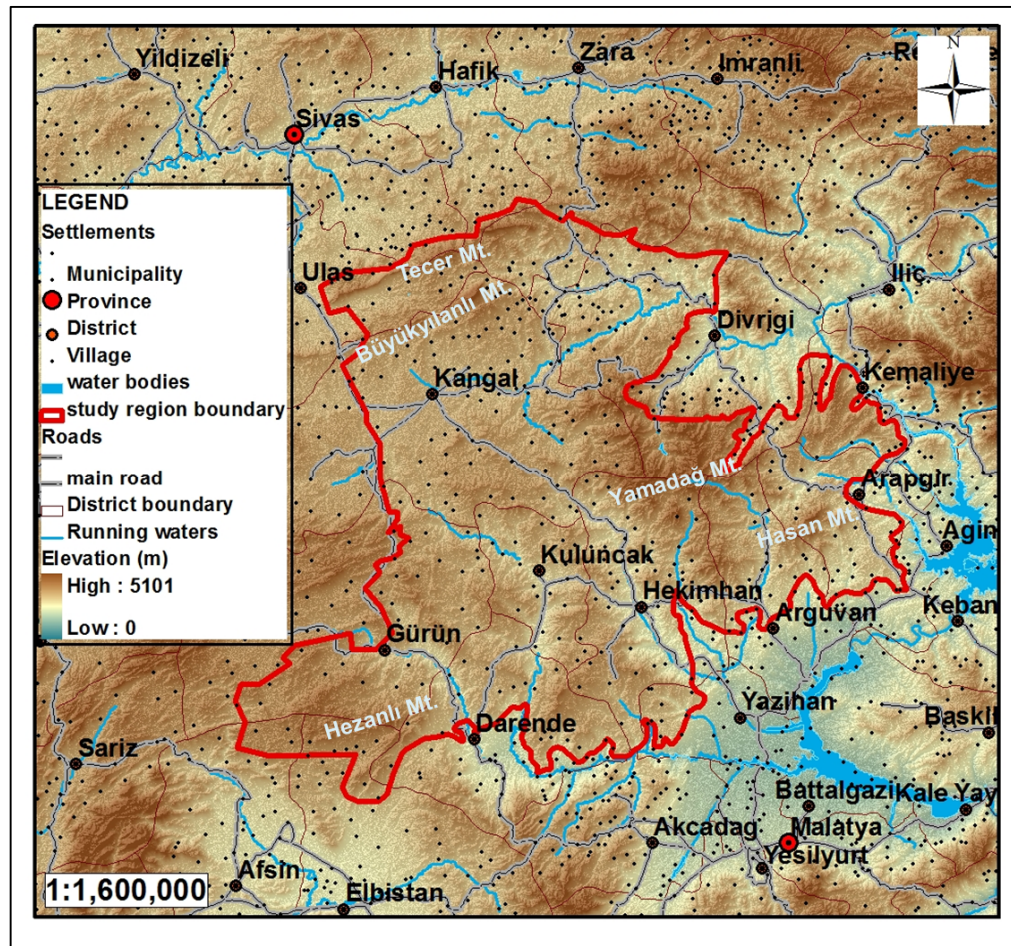 Yildizeli
Hafik
Zara
Imranli
N
Sivas
LEGEND
Settlements
Municipality
Province
District
Village
water bodies
study region boundary
Roads
main road
District boundary
Running waters
Elevation (m)
High : 5101
Low : 0
Ulas
Tecer Mt.
Büyükyılanlı Mt.
Iliç
Divrigi
Kangal
Kemaliye
Yamadağ Mt.
Arapgir
Hasan Mt.
Agin
Kuluncak
Hekimhan
Arguvan
Keban
Gürün
Hezanlı Mt.
Darende
Yazihan
Baskil
Sariz
Battalgazi
Kale Yay
Akcadag
Malatya
Yesilyurt
Afsin
Elbistan
1:1,600,000